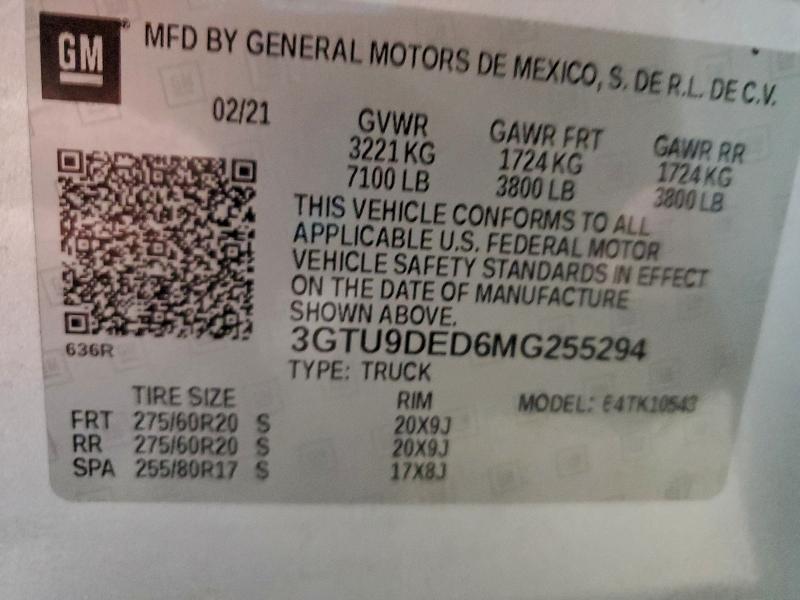 GM
MFD BY GENERAL MOTORS DE MEXICO, S. DE R.L. DE C.V.
02/21 GVWR GAWR FRT GAWR RR
3221 KG 1724 KG 1724 KG
7100 LB 3800 LB 3800 LB
THIS VEHICLE CONFORMS TO ALL
APPLICABLE U.S. FEDERAL MOTOR
VEHICLE SAFETY STANDARDS IN EFFECT
ON THE DATE OF MANUFACTURE
SHOWN ABOVE.
636R 3GTU9DED6MG255294
TYPE: TRUCK
TIRE SIZE RIM MODEL:
FRT 275/60R20 S 20X9J
RR 275/60R20 S 20X9J
SPA 255/80R17 S 17X8J